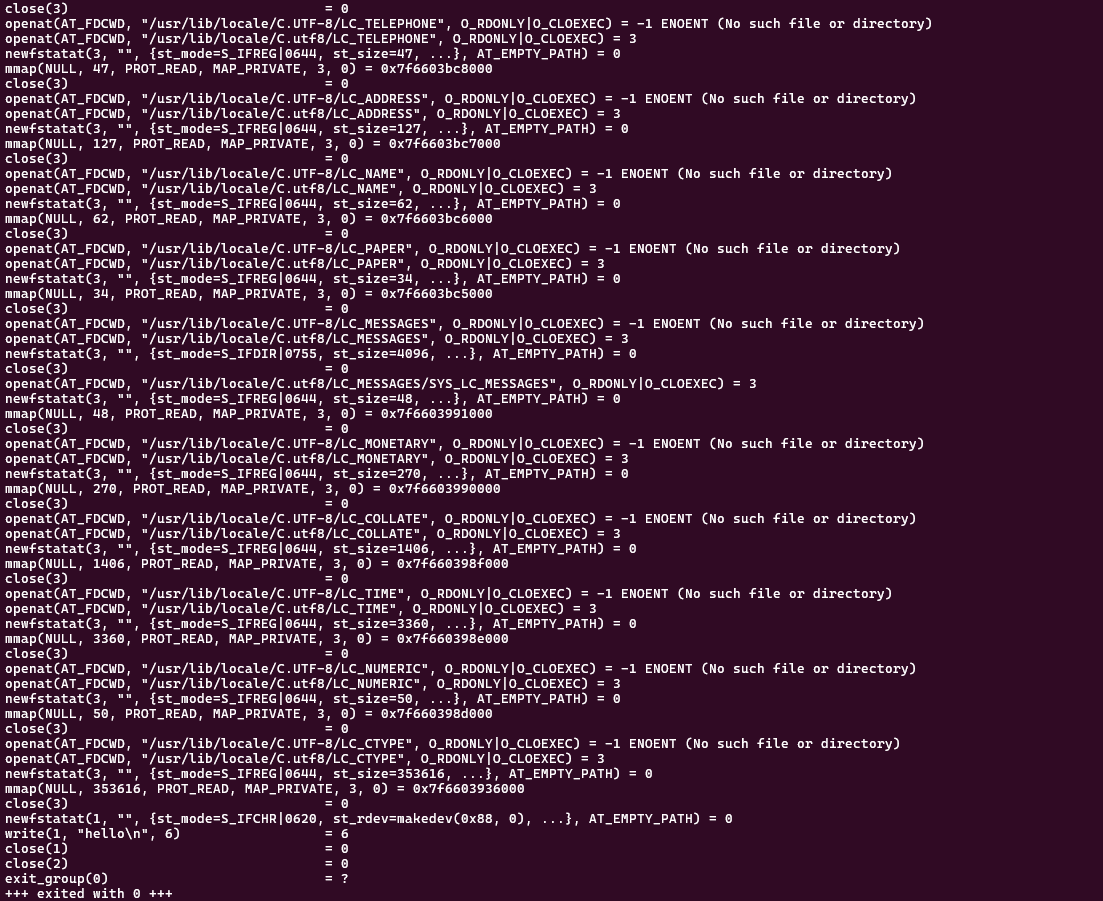 close(3)                                = 0
openat(AT_FDCWD, "/usr/lib/locale/C.UTF-8/LC_TELEPHONE", O_RDONLY|O_CLOEXEC) = -1 ENOENT (No such file or directory)
openat(AT_FDCWD, "/usr/lib/locale/C.utf8/LC_TELEPHONE", O_RDONLY|O_CLOEXEC) = 3
newfstatat(3, "", {st_mode=S_IFREG|0644, st_size=47, ...}, AT_EMPTY_PATH) = 0
mmap(NULL, 47, PROT_READ, MAP_PRIVATE, 3, 0) = 0x7f6603bc8000
close(3)                                = 0
openat(AT_FDCWD, "/usr/lib/locale/C.UTF-8/LC_ADDRESS", O_RDONLY|O_CLOEXEC) = -1 ENOENT (No such file or directory)
openat(AT_FDCWD, "/usr/lib/locale/C.utf8/LC_ADDRESS", O_RDONLY|O_CLOEXEC) = 3
newfstatat(3, "", {st_mode=S_IFREG|0644, st_size=127, ...}, AT_EMPTY_PATH) = 0
mmap(NULL, 127, PROT_READ, MAP_PRIVATE, 3, 0) = 0x7f6603bc7000
close(3)                                = 0
openat(AT_FDCWD, "/usr/lib/locale/C.UTF-8/LC_NAME", O_RDONLY|O_CLOEXEC) = -1 ENOENT (No such file or directory)
openat(AT_FDCWD, "/usr/lib/locale/C.utf8/LC_NAME", O_RDONLY|O_CLOEXEC) = 3
newfstatat(3, "", {st_mode=S_IFREG|0644, st_size=62, ...}, AT_EMPTY_PATH) = 0
mmap(NULL, 62, PROT_READ, MAP_PRIVATE, 3, 0) = 0x7f6603bc6000
close(3)                                = 0
openat(AT_FDCWD, "/usr/lib/locale/C.UTF-8/LC_PAPER", O_RDONLY|O_CLOEXEC) = -1 ENOENT (No such file or directory)
openat(AT_FDCWD, "/usr/lib/locale/C.utf8/LC_PAPER", O_RDONLY|O_CLOEXEC) = 3
newfstatat(3, "", {st_mode=S_IFREG|0644, st_size=34, ...}, AT_EMPTY_PATH) = 0
mmap(NULL, 34, PROT_READ, MAP_PRIVATE, 3, 0) = 0x7f6603bc5000
close(3)                                = 0
openat(AT_FDCWD, "/usr/lib/locale/C.UTF-8/LC_MESSAGES", O_RDONLY|O_CLOEXEC) = -1 ENOENT (No such file or directory)
openat(AT_FDCWD, "/usr/lib/locale/C.utf8/LC_MESSAGES", O_RDONLY|O_CLOEXEC) = 3
newfstatat(3, "", {st_mode=S_IFDIR|0755, st_size=4096, ...}, AT_EMPTY_PATH) = 0
close(3)                                = 0
openat(AT_FDCWD, "/usr/lib/locale/C.utf8/LC_MESSAGES/SYS_LC_MESSAGES", O_RDONLY|O_CLOEXEC) = 3
newfstatat(3, "", {st_mode=S_IFREG|0644, st_size=48, ...}, AT_EMPTY_PATH) = 0
mmap(NULL, 48, PROT_READ, MAP_PRIVATE, 3, 0) = 0x7f6603991000
close(3)                                = 0
openat(AT_FDCWD, "/usr/lib/locale/C.UTF-8/LC_MONETARY", O_RDONLY|O_CLOEXEC) = -1 ENOENT (No such file or directory)
openat(AT_FDCWD, "/usr/lib/locale/C.utf8/LC_MONETARY", O_RDONLY|O_CLOEXEC) = 3
newfstatat(3, "", {st_mode=S_IFREG|0644, st_size=270, ...}, AT_EMPTY_PATH) = 0
mmap(NULL, 270, PROT_READ, MAP_PRIVATE, 3, 0) = 0x7f6603990000
close(3)                                = 0
openat(AT_FDCWD, "/usr/lib/locale/C.UTF-8/LC_COLLATE", O_RDONLY|O_CLOEXEC) = -1 ENOENT (No such file or directory)
openat(AT_FDCWD, "/usr/lib/locale/C.utf8/LC_COLLATE", O_RDONLY|O_CLOEXEC) = 3
newfstatat(3, "", {st_mode=S_IFREG|0644, st_size=1406, ...}, AT_EMPTY_PATH) = 0
mmap(NULL, 1406, PROT_READ, MAP_PRIVATE, 3, 0) = 0x7f660398f000
close(3)                                = 0
openat(AT_FDCWD, "/usr/lib/locale/C.UTF-8/LC_TIME", O_RDONLY|O_CLOEXEC) = -1 ENOENT (No such file or directory)
openat(AT_FDCWD, "/usr/lib/locale/C.utf8/LC_TIME", O_RDONLY|O_CLOEXEC) = 3
newfstatat(3, "", {st_mode=S_IFREG|0644, st_size=3360, ...}, AT_EMPTY_PATH) = 0
mmap(NULL, 3360, PROT_READ, MAP_PRIVATE, 3, 0) = 0x7f660398e000
close(3)                                = 0
openat(AT_FDCWD, "/usr/lib/locale/C.UTF-8/LC_NUMERIC", O_RDONLY|O_CLOEXEC) = -1 ENOENT (No such file or directory)
openat(AT_FDCWD, "/usr/lib/locale/C.utf8/LC_NUMERIC", O_RDONLY|O_CLOEXEC) = 3
newfstatat(3, "", {st_mode=S_IFREG|0644, st_size=50, ...}, AT_EMPTY_PATH) = 0
mmap(NULL, 50, PROT_READ, MAP_PRIVATE, 3, 0) = 0x7f660398d000
close(3)                                = 0
openat(AT_FDCWD, "/usr/lib/locale/C.UTF-8/LC_CTYPE", O_RDONLY|O_CLOEXEC) = -1 ENOENT (No such file or directory)
openat(AT_FDCWD, "/usr/lib/locale/C.utf8/LC_CTYPE", O_RDONLY|O_CLOEXEC) = 3
newfstatat(3, "", {st_mode=S_IFREG|0644, st_size=353616, ...}, AT_EMPTY_PATH) = 0
mmap(NULL, 353616, PROT_READ, MAP_PRIVATE, 3, 0) = 0x7f6603936000
close(3)                                = 0
newfstatat(1, "", {st_mode=S_IFCHR|0620, st_rdev=makedev(0x88, 0), ...}, AT_EMPTY_PATH) = 0
write(1, "hello\n", 6)                  = 6
close(1)                                = 0
close(2)                                = 0
exit_group(0)                           = ?
+++ exited with 0 +++